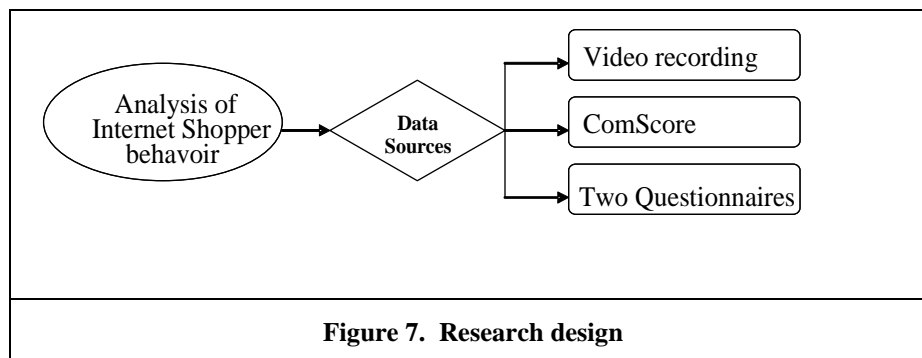 Analysis of
Internet Shopper
behavoir
Data
Sources
Video recording
ComScore
Two Questionnaires
Figure 7. Research design